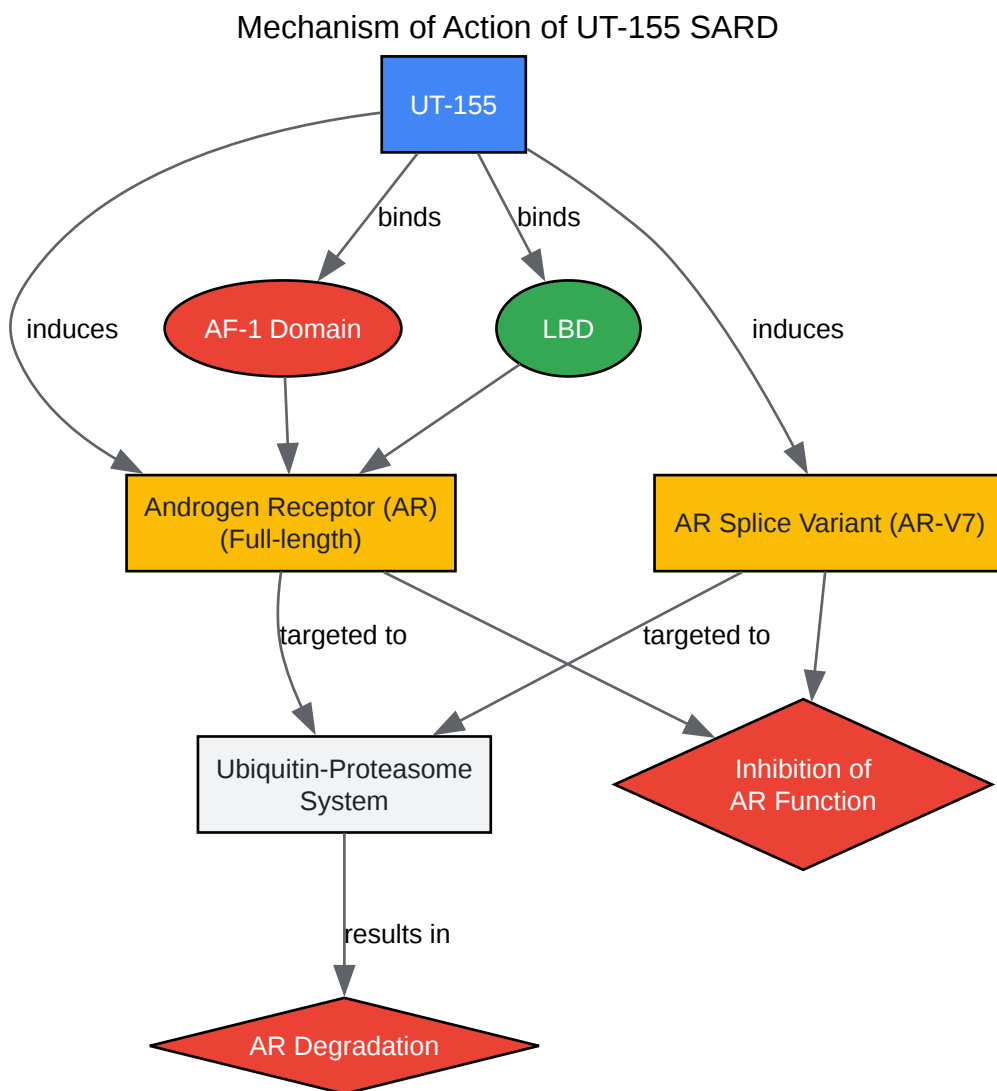 Mechanism of Action of UT-155 SARD
UT-155
binds
binds
induces
AF-1 Domain
LBD
induces
Androgen Receptor (AR)
(Full-length)
AR Splice Variant (AR-V7)
targeted to
targeted to
Ubiquitin-Proteasome
System
Inhibition of
AR Function
results in
AR Degradation